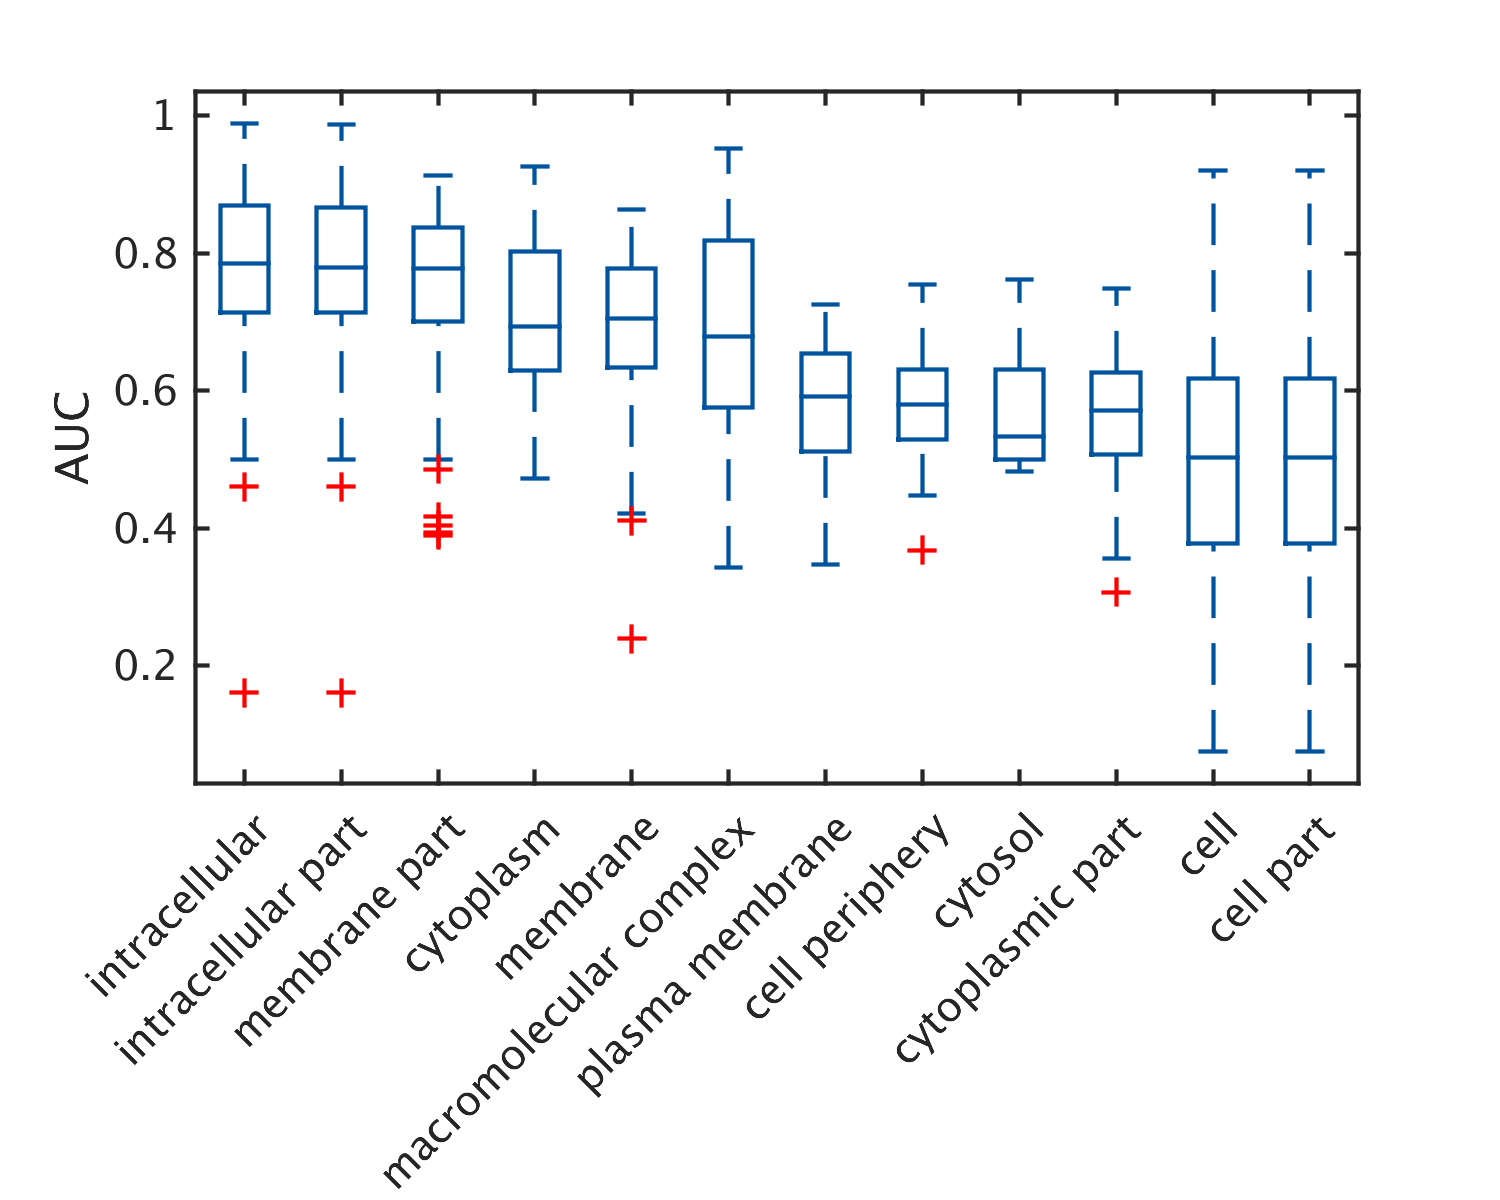 1
0.8
0.6
0.4
0.2
AUC
intracellular
intracellular part
membrane part
cytoplasm
membrane
macromolecular complex
plasma membrane
cell periphery
cytosol
cytoplasmic part
cell
cell part